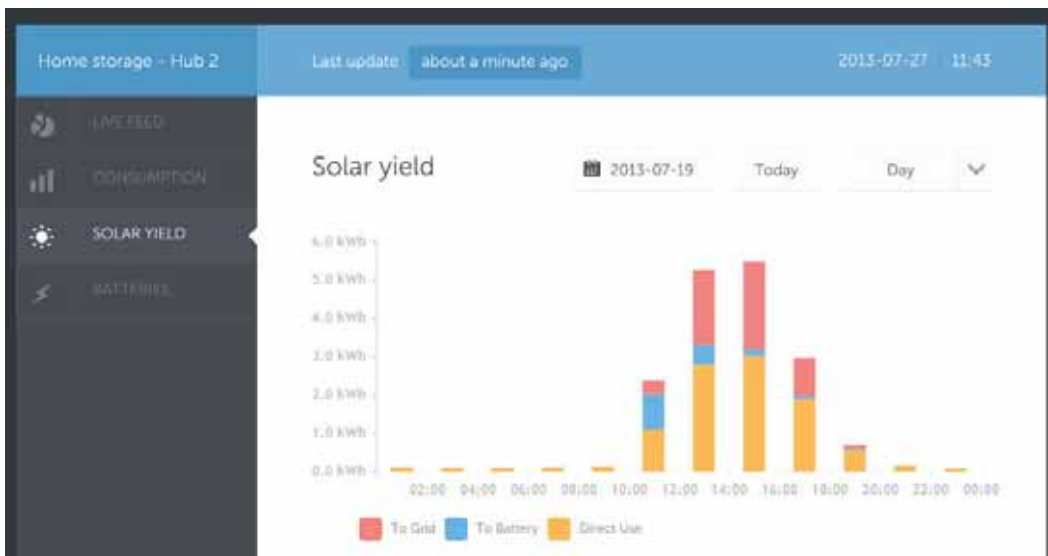 Home storage - Hub 2
Last update about a minute ago
2013-07-27 11:43
LIVE FEED
CONSUMPTION
SOLAR YIELD
BATTERIES
Solar yield
2013-07-19
Today
Day
6.0 kWh
5.0 kWh
4.0 kWh
3.0 kWh
2.0 kWh
1.0 kWh
0.0 kWh
02:00 04:00 06:00 08:00 10:00 12:00 14:00 16:00 18:00 20:00 22:00 00:00
To Grid To Battery Direct Use